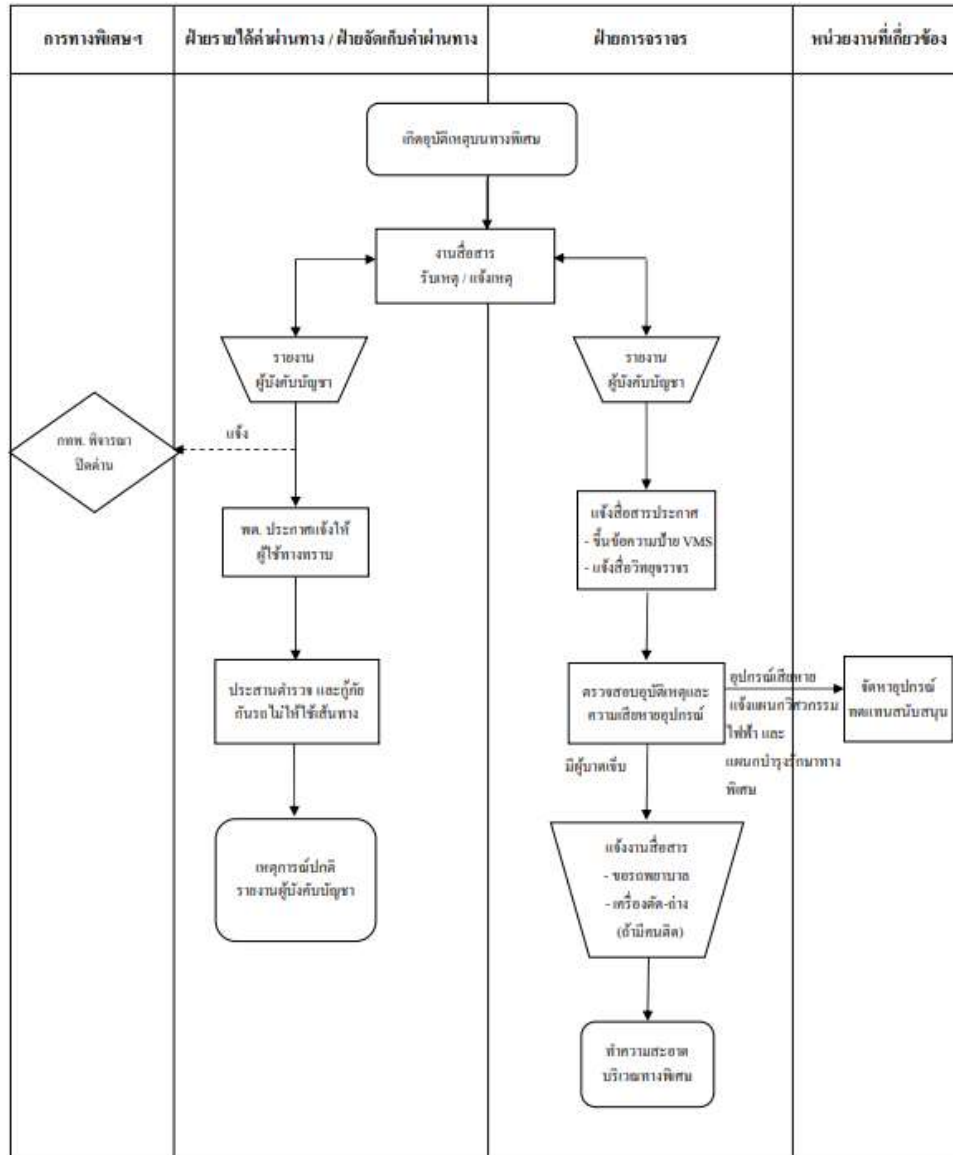 การทางพิเศษฯ
ฝ่ายรายได้ค่าผ่านทาง / ฝ่ายจัดเก็บค่าผ่านทาง
ฝ่ายการจราจร
หน่วยงานที่เกี่ยวข้อง
เกิดอุบัติเหตุบนทางพิเศษ
งานสื่อสาร
รับเหตุ / แจ้งเหตุ
รายงาน
ผู้บังคับบัญชา
รายงาน
ผู้บังคับบัญชา
กทพ. พิจารณา
ปิดด่าน
แจ้ง
พด. ประกาศแจ้งให้
ผู้ใช้ทางทราบ
แจ้งสื่อสารประกาศ
- ขึ้นข้อความป้าย VMS
- แจ้งสื่อวิทยุจราจร
ประสานตำรวจ และกู้ภัย
กันรถไม่ให้ใช้เส้นทาง
ตรวจสอบอุบัติเหตุและ
ความเสียหายอุปกรณ์
อุปกรณ์เสียหาย
แจ้งแผนกวิศวกรรม
ไฟฟ้า และ
แผนกบำรุงรักษาทาง
พิเศษ
จัดหาอุปกรณ์
ทดแทนสนับสนุน
มีผู้บาดเจ็บ
เหตุการณ์ปกติ
รายงานผู้บังคับบัญชา
แจ้งงานสื่อสาร
- ขอรถพยาบาล
- เครื่องตัด-ถ่าง
(ถ้ามีคนติด)
ทำความสะอาด
บริเวณทางพิเศษ